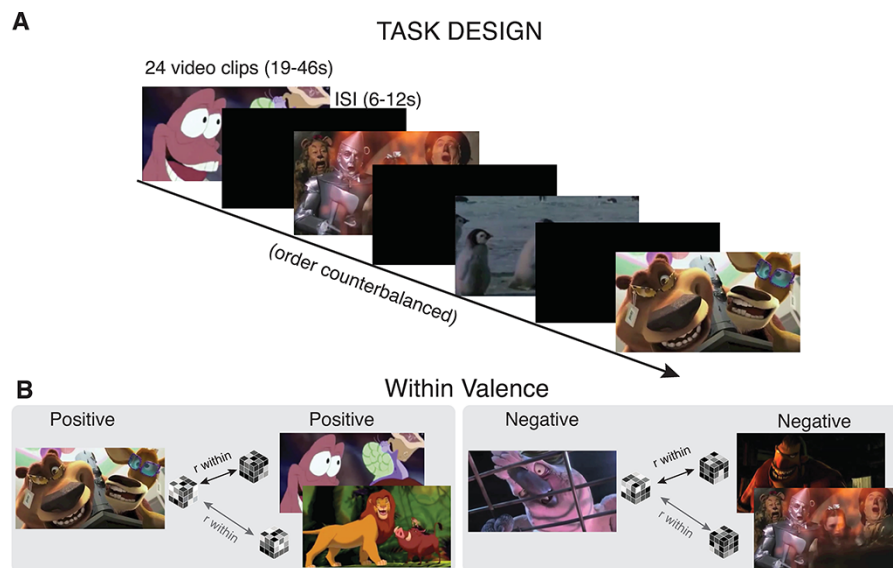 A
TASK DESIGN
24 video clips (19-46s)
ISI (6-12s)
(order counterbalanced)
B
Within Valence
Positive
Positive
r within
r within
Negative
Negative
r within
r within